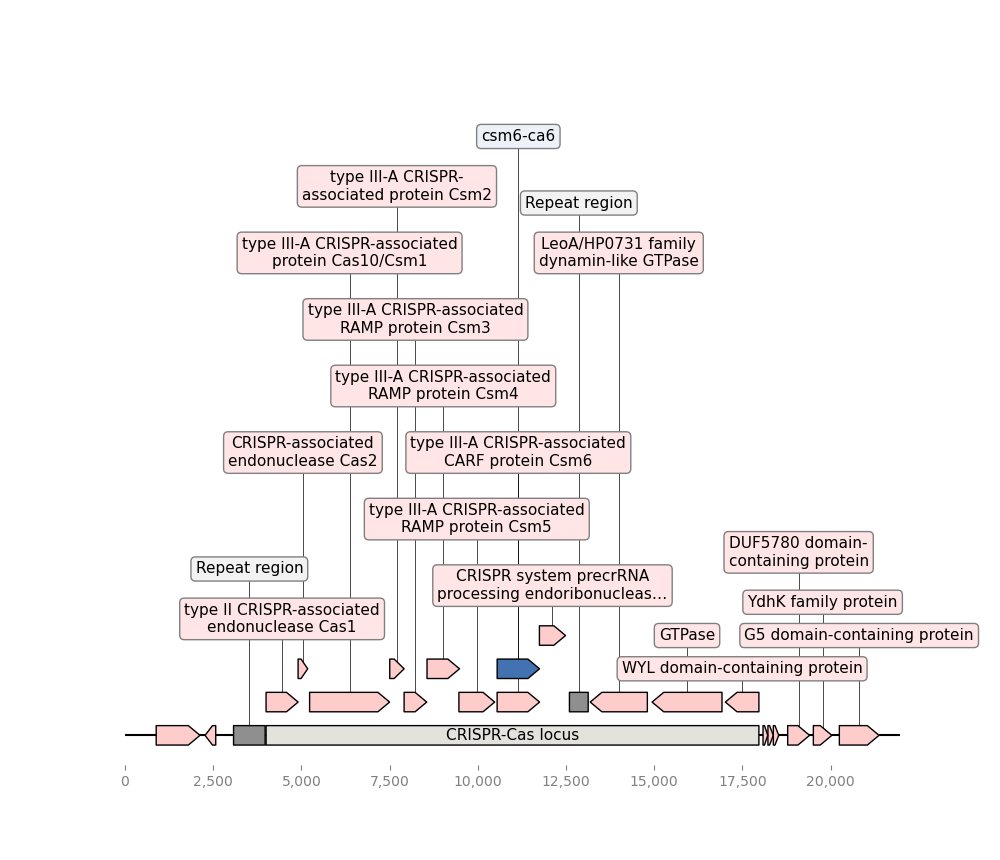 csm6-ca6
type III-A CRISPR-
associated protein Csm2
Repeat region
type III-A CRISPR-associated
protein Cas10/Csm1
LeoA/HP0731 family
dynamin-like GTPase
type III-A CRISPR-associated
RAMP protein Csm3
type III-A CRISPR-associated
RAMP protein Csm4
CRISPR-associated
endonuclease Cas2
type III-A CRISPR-associated
CARF protein Csm6
type III-A CRISPR-associated
RAMP protein Csm5
DUF5780 domain-
containing protein
Repeat region
CRISPR system precrRNA
processing endoribonucleas…
YdhK family protein
type II CRISPR-associated
endonuclease Cas1
GTPase
G5 domain-containing protein
WYL domain-containing protein
CRISPR-Cas locus
0
2,500
5,000
7,500
10,000
12,500
15,000
17,500
20,000